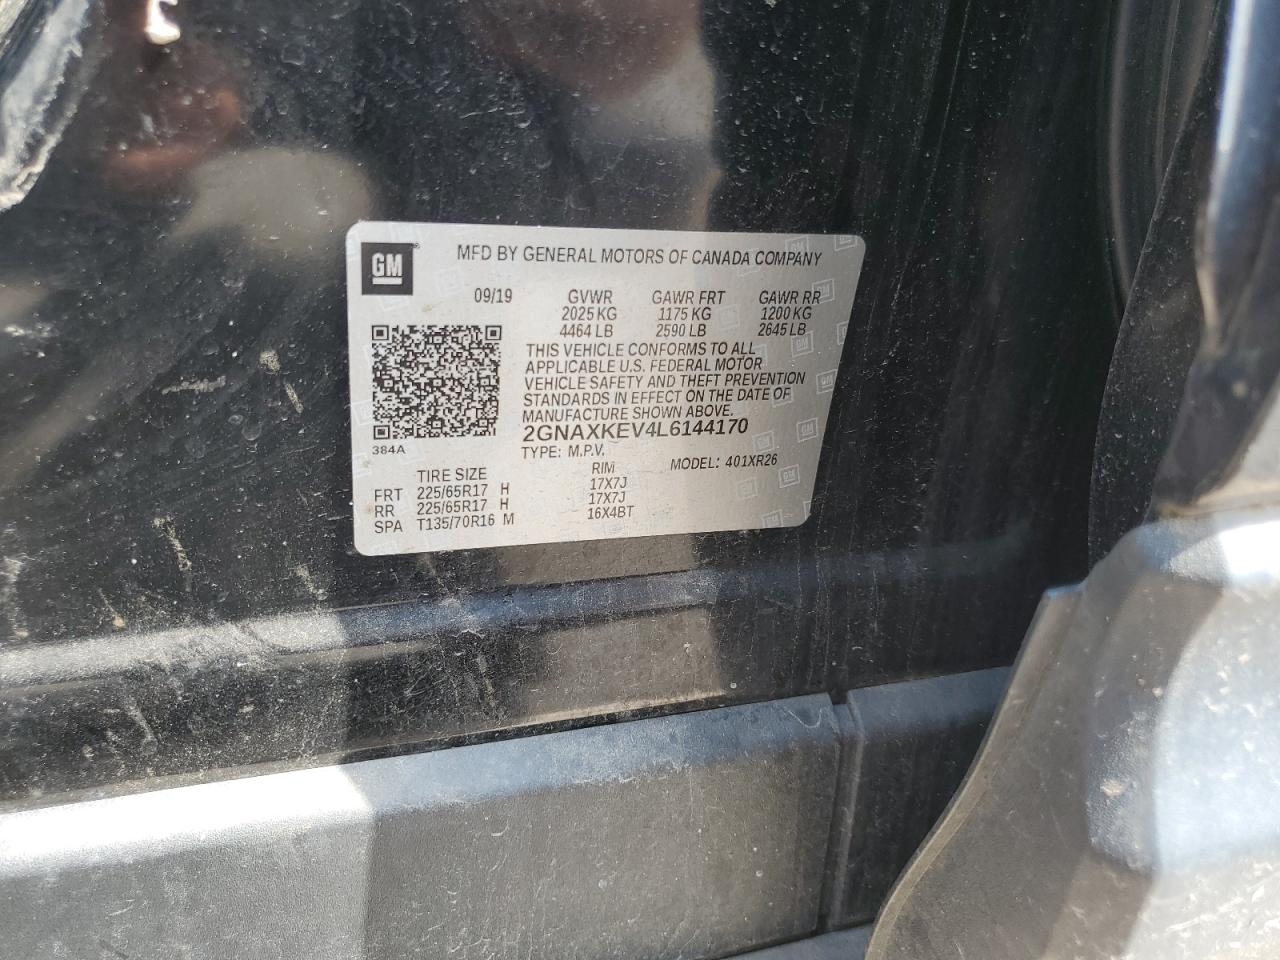 GM
MFD BY GENERAL MOTORS OF CANADA COMPANY
09/19 GVWR GAWR FRT GAWR RR
2025 KG 1175 KG 1200 KG
4464 LB 2590 LB 2645 LB
THIS VEHICLE CONFORMS TO ALL
APPLICABLE U.S. FEDERAL MOTOR
VEHICLE SAFETY AND THEFT PREVENTION
STANDARDS IN EFFECT ON THE DATE OF
MANUFACTURE SHOWN ABOVE.
2GNAXKEV4L6144170
384A
TYPE: M.P.V. MODEL: 401XR26
TIRE SIZE RIM
FRT 225/65R17 H 17X7J
RR 225/65R17 H 17X7J
SPA T135/70R16 M 16X4BT